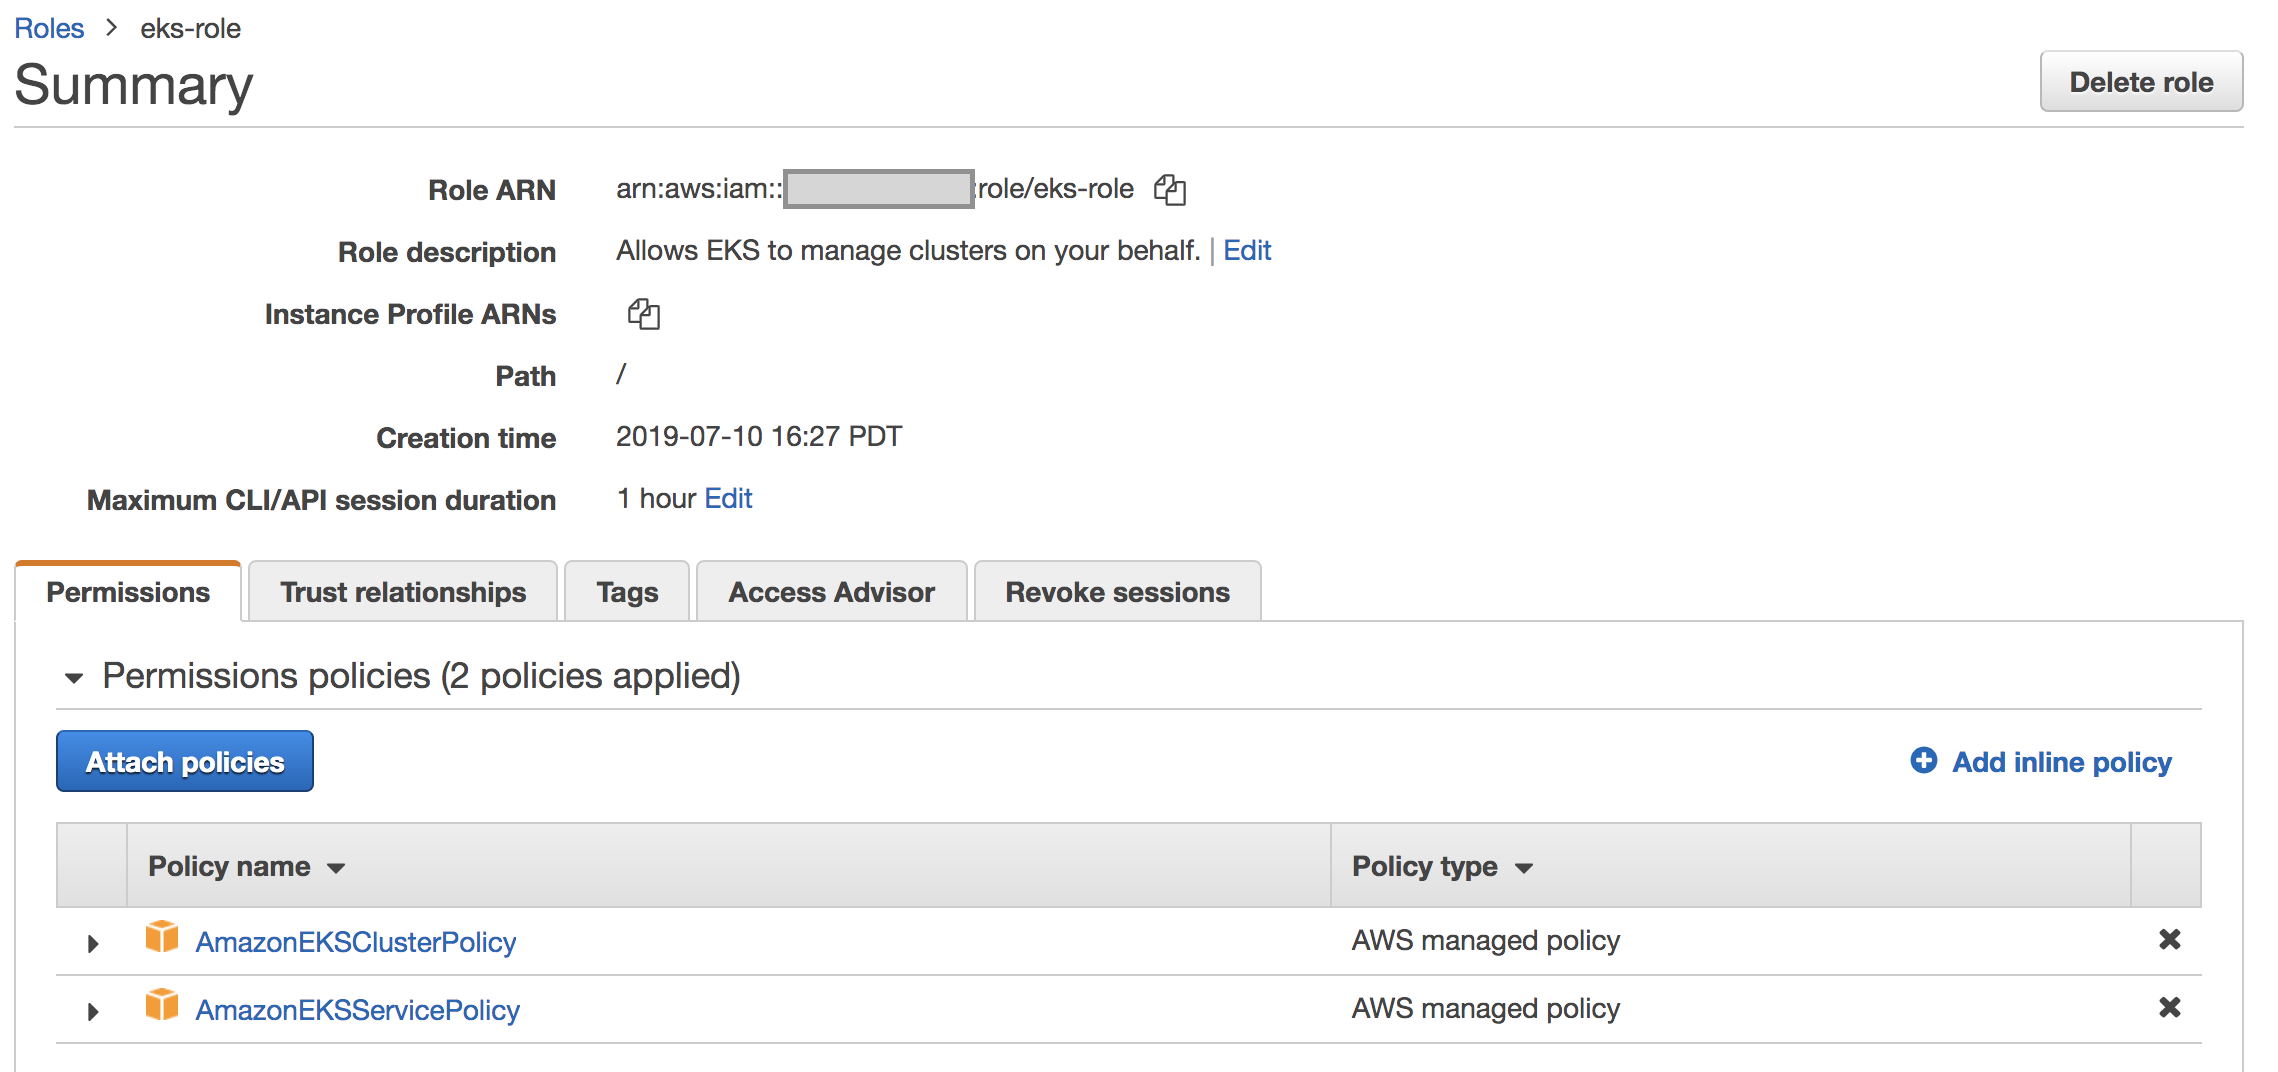 Roles > eks-role
Summary
Delete role
Role ARN arn:aws:iam:: :role/eks-role
Role description Allows EKS to manage clusters on your behalf. | Edit
Instance Profile ARNs
Path /
Creation time 2019-07-10 16:27 PDT
Maximum CLI/API session duration 1 hour Edit
Permissions Trust relationships Tags Access Advisor Revoke sessions
Permissions policies (2 policies applied)
Attach policies Add inline policy
Policy name Policy type
AmazonEKSClusterPolicy AWS managed policy
AmazonEKSServicePolicy AWS managed policy